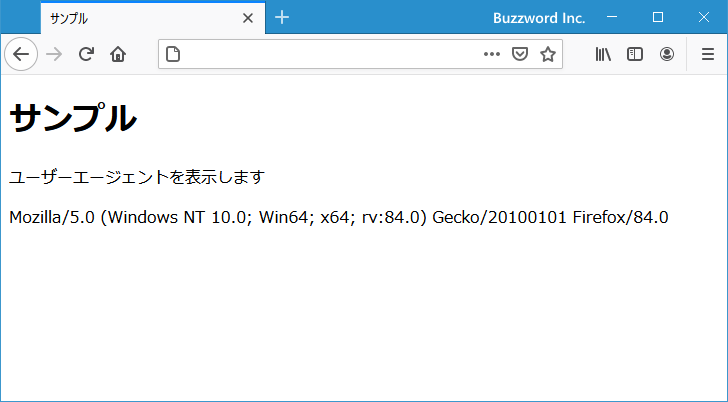 サンプル
Buzzword Inc.
サンプル
ユーザーエージェントを表示します
Mozilla/5.0 (Windows NT 10.0; Win64; x64; rv:84.0) Gecko/20100101 Firefox/84.0